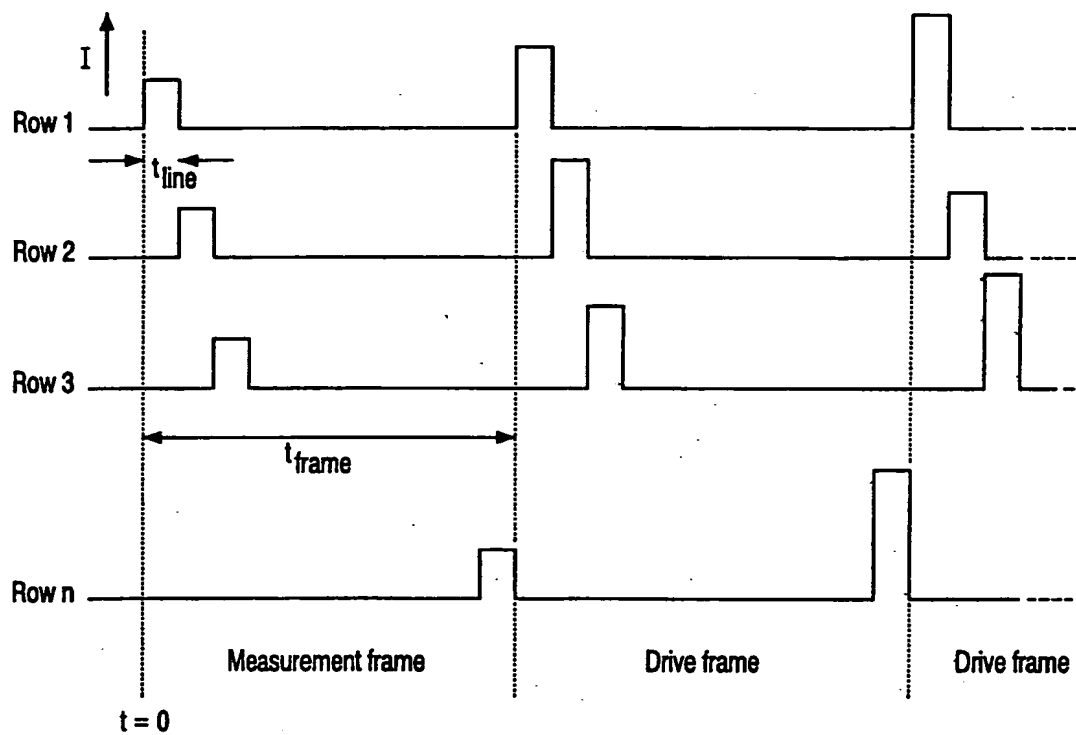 I
Row 1
t_line
Row 2
Row 3
t_frame
Row n
Measurement frame Drive frame Drive frame
t = 0